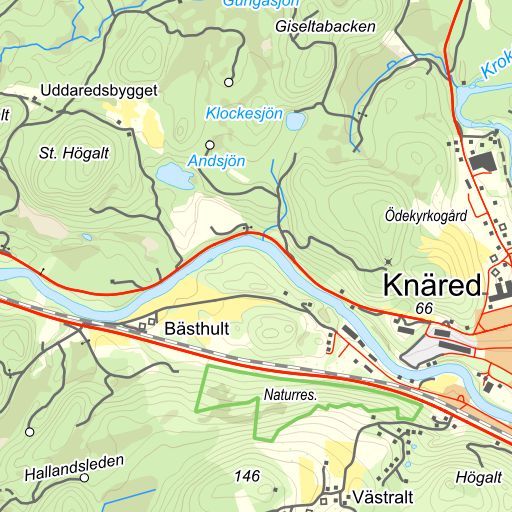 Gungasjön
Giseltabacken
Krok
Uddaredsbygget
Klockesjön
St. Högalt
Andsjön
Ödekyrkogård
Knäred
66
Bästhult
Naturres.
Hallandsleden
146
Högalt
Västralt